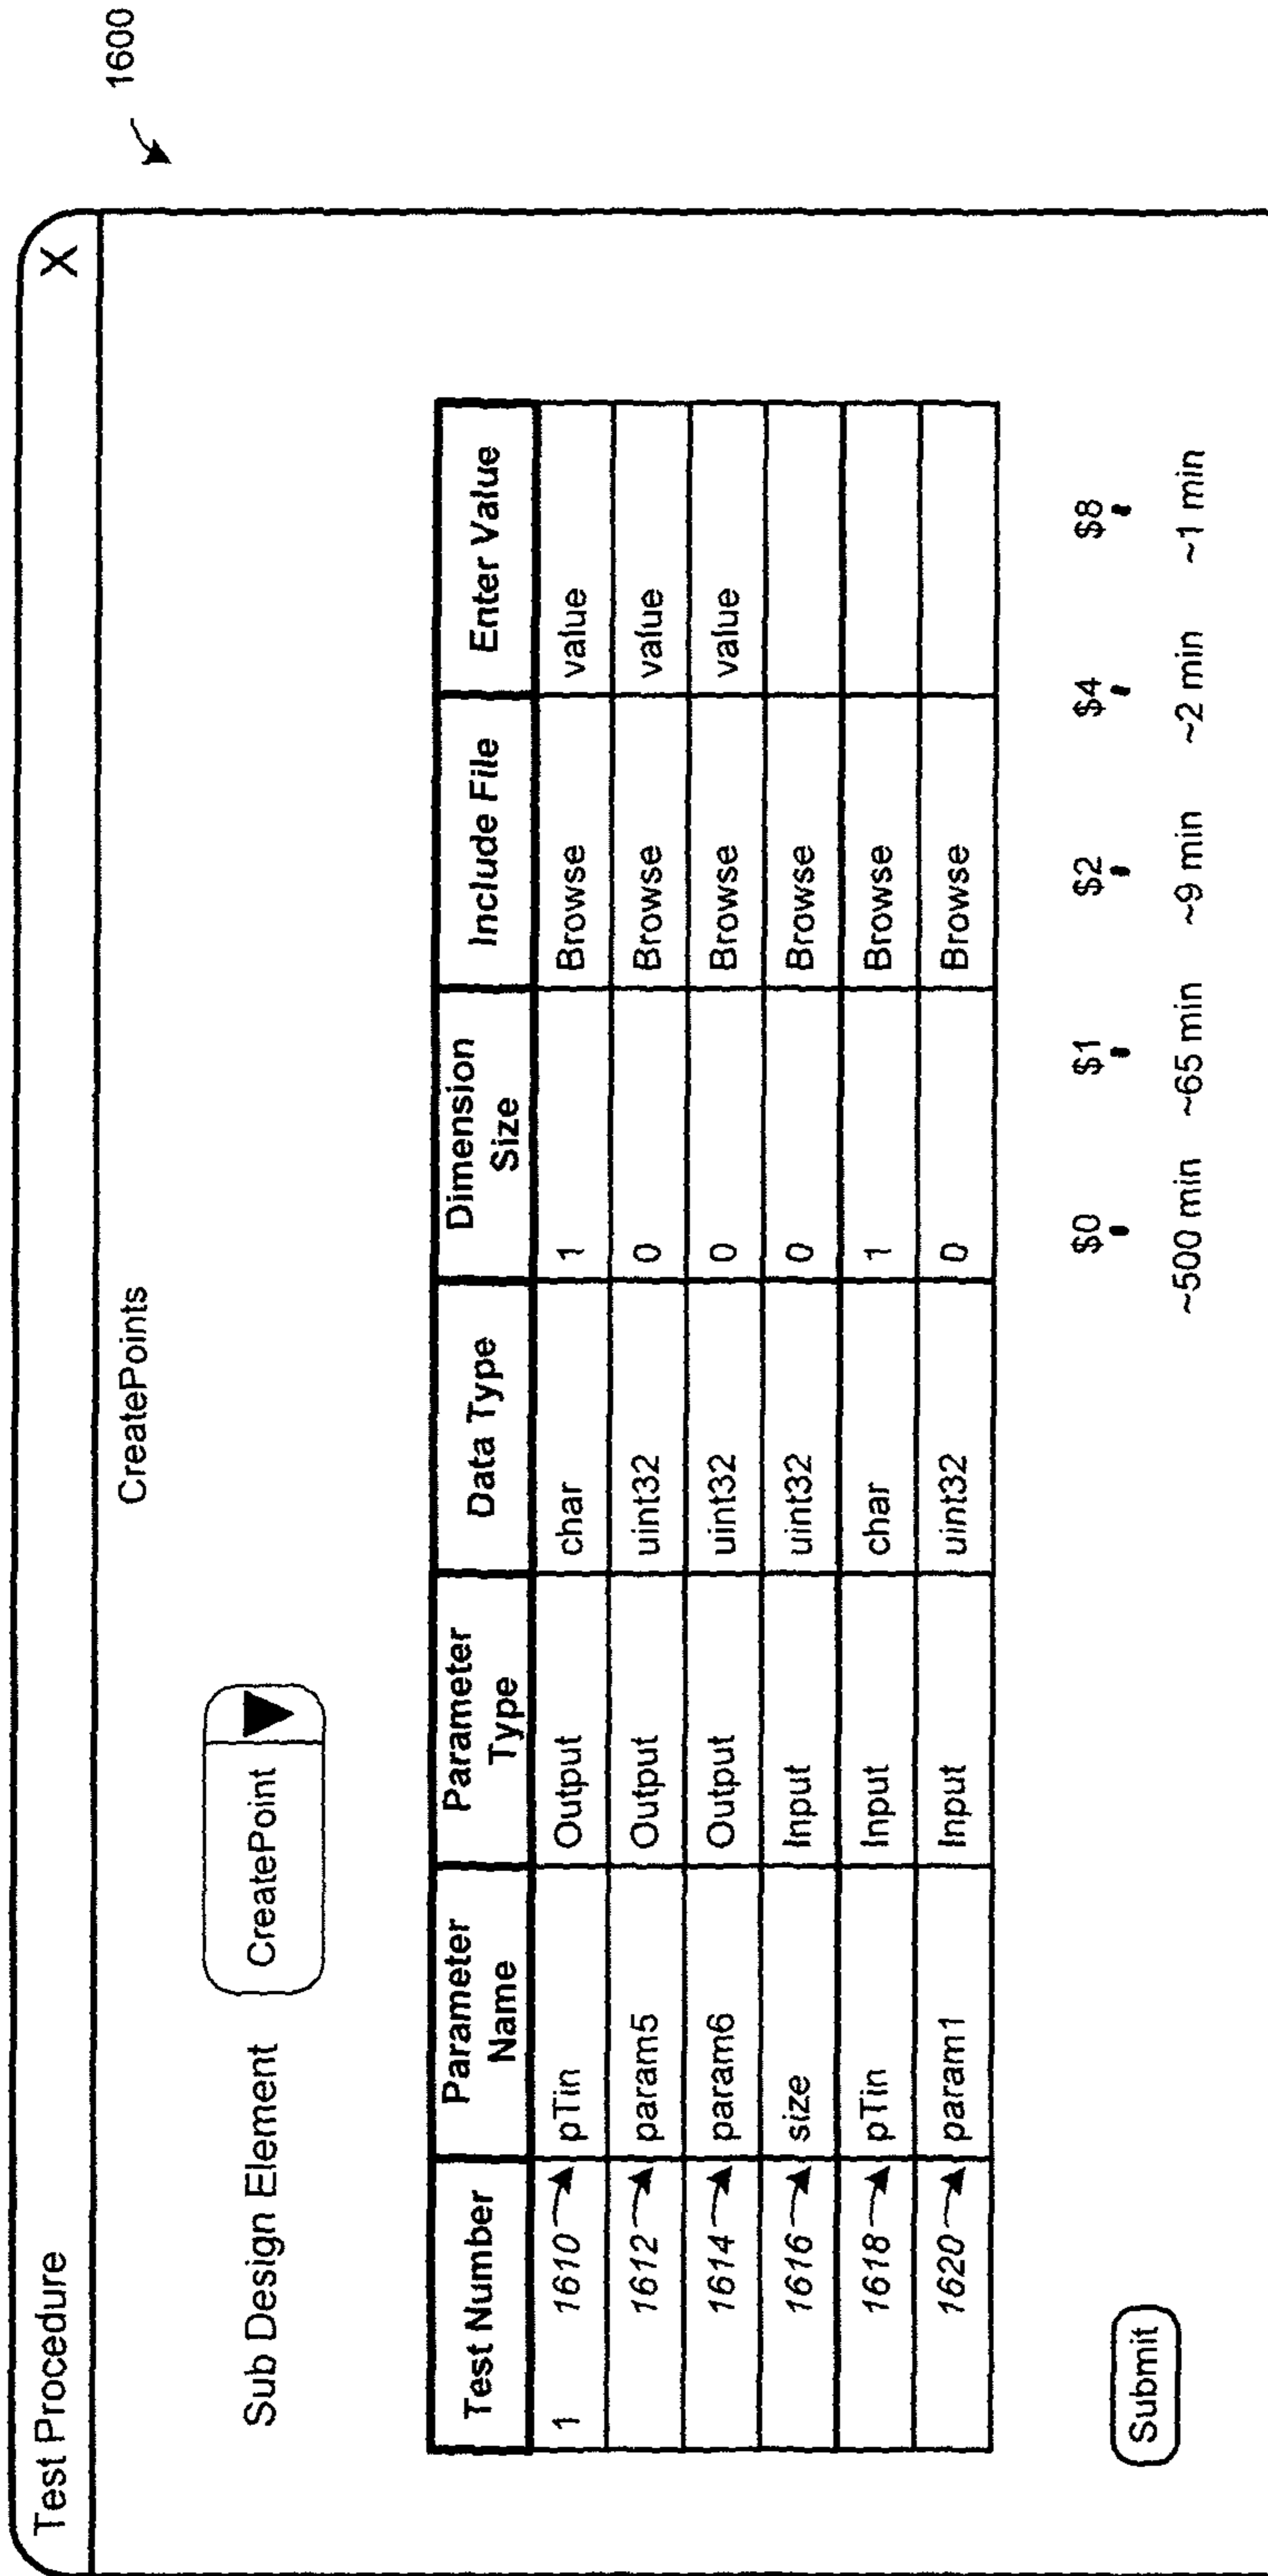 1600
Test Procedure X
CreatePoints
Sub Design Element CreatePoint
Test Number Parameter Name Parameter Type Data Type Dimension Size Include File Enter Value
1 1610 pTin Output char 1 Browse value
1612 param5 Output uint32 0 Browse value
1614 param6 Output uint32 0 Browse value
1616 size Input uint32 0 Browse
1618 pTin Input char 1 Browse
1620 param1 Input uint32 0 Browse
$0 $1 $2 $4 $8
Submit
~500 min ~65 min ~9 min ~2 min ~1 min